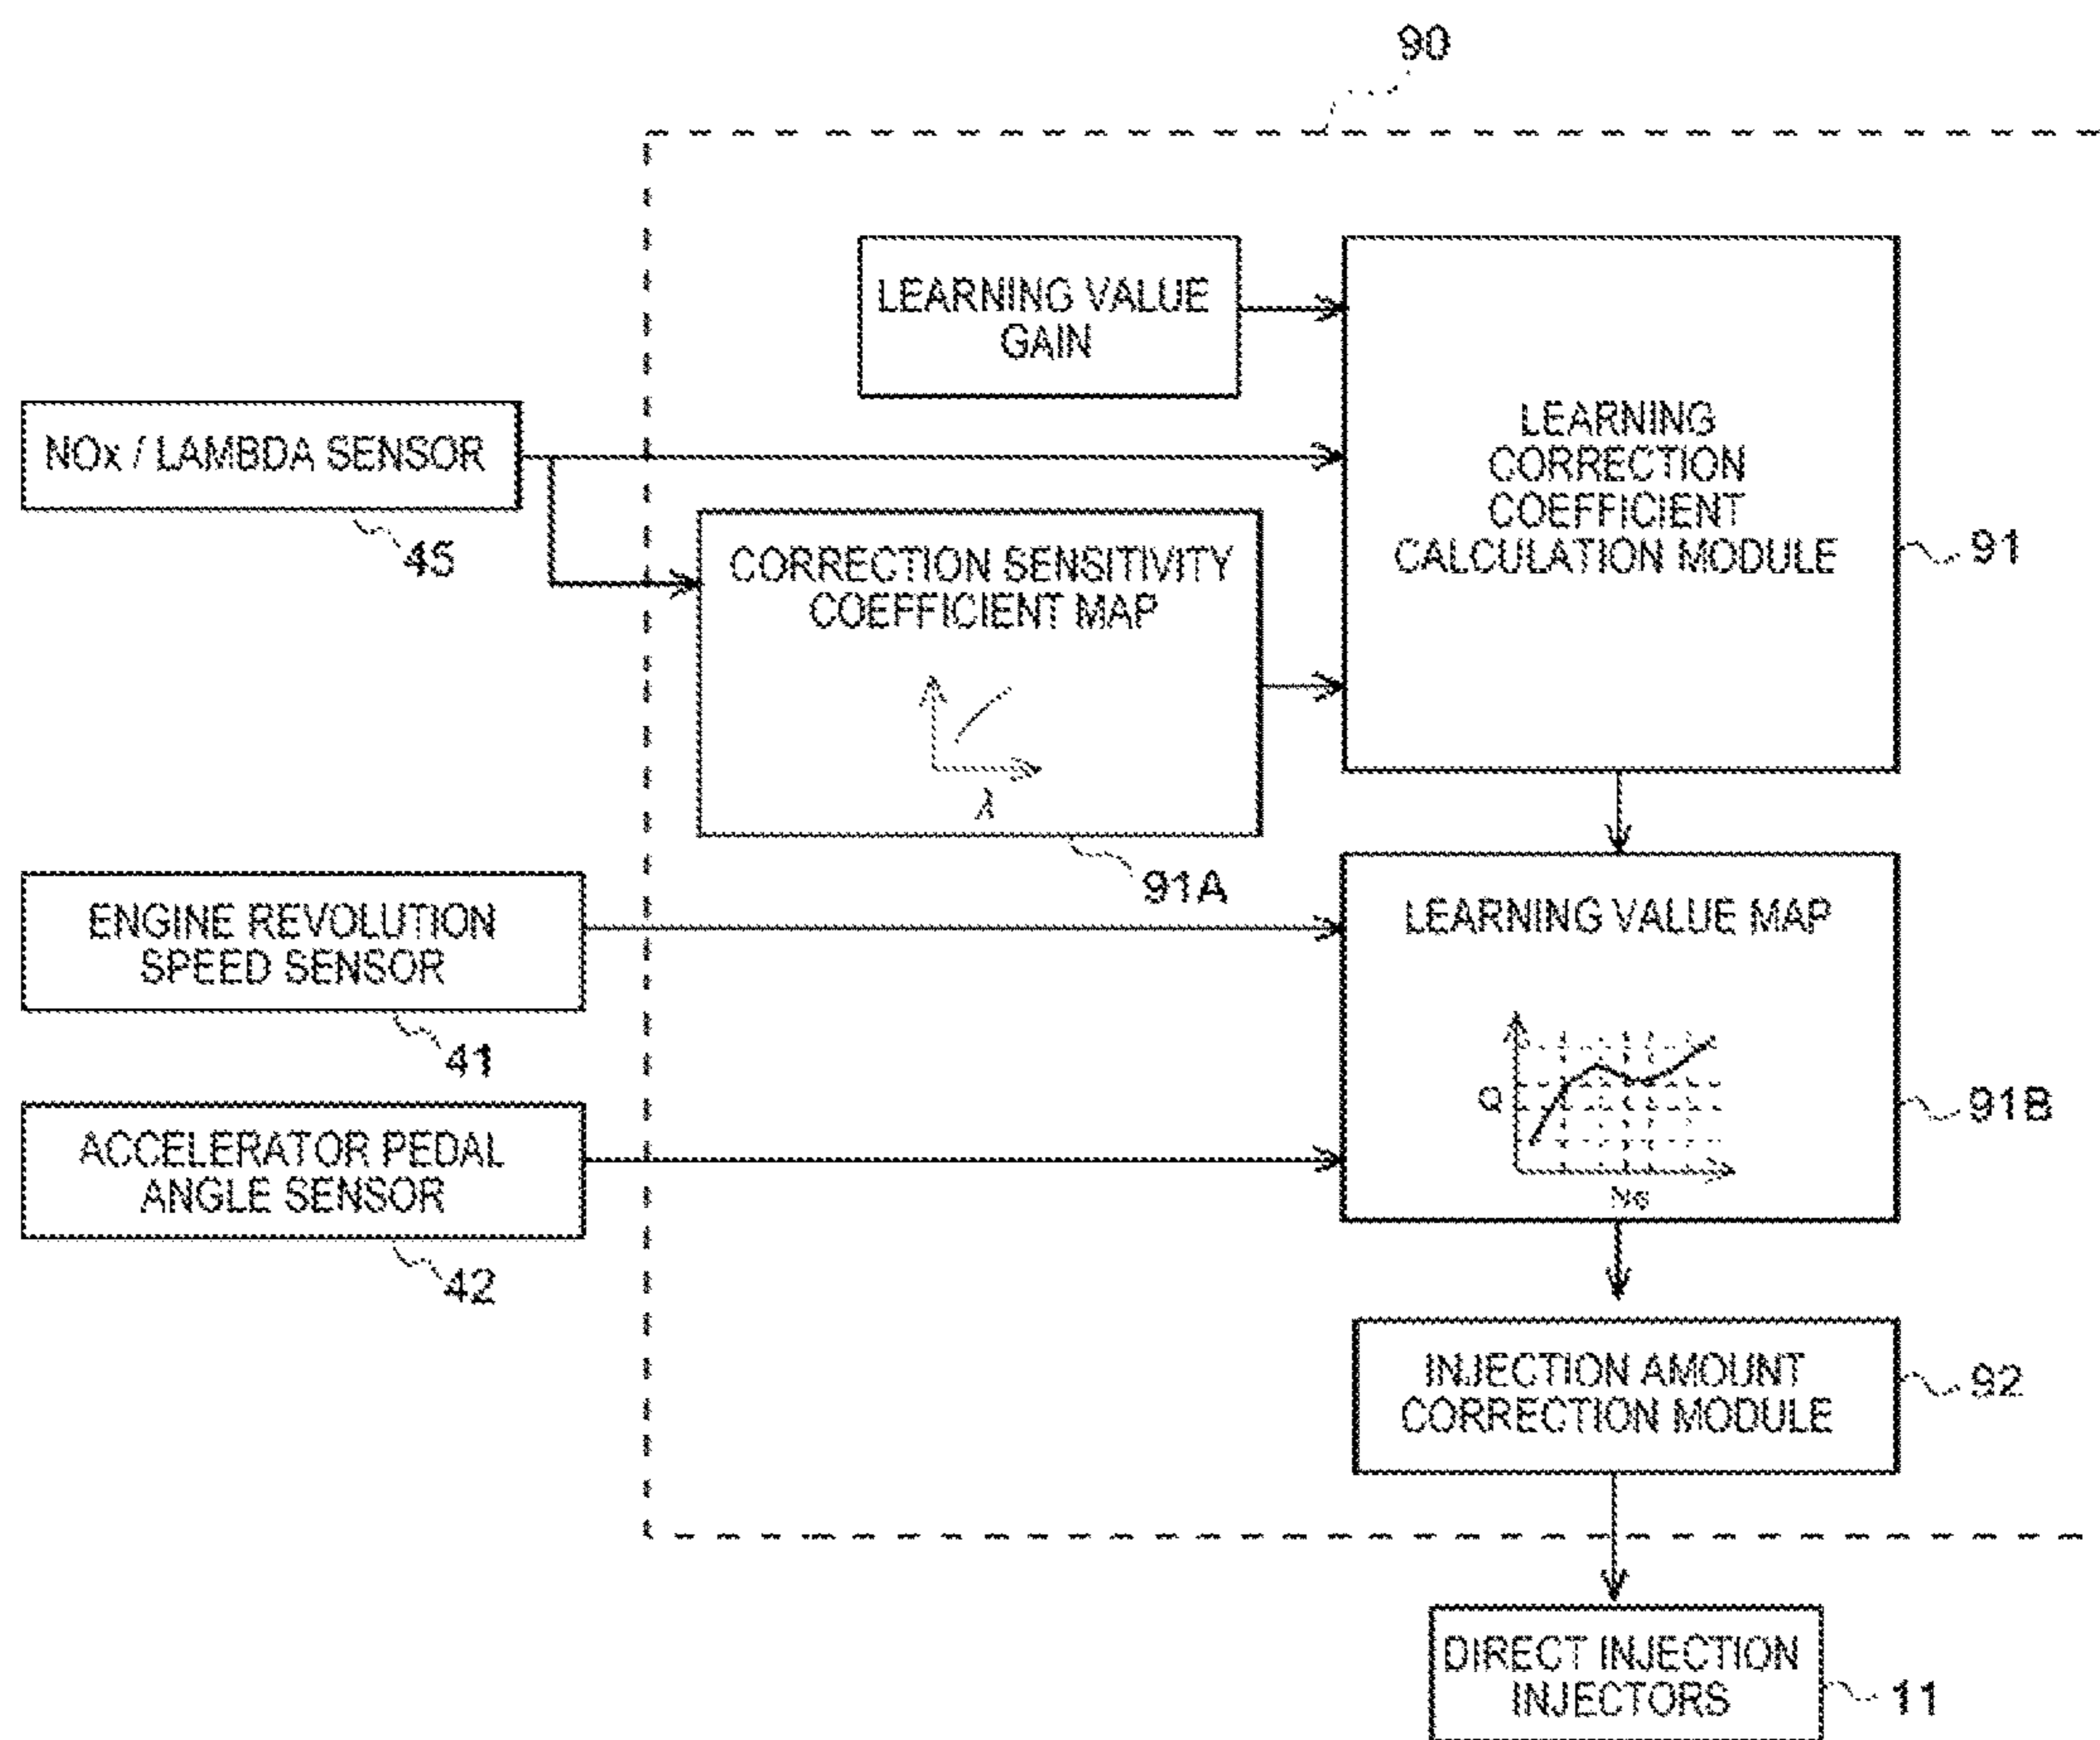 90
LEARNING VALUE
GAIN
LEARNING
CORRECTION
COEFFICIENT
CALCULATION MODULE
91
NOx / LAMBDA SENSOR
45
CORRECTION SENSITIVITY
COEFFICIENT MAP
λ
91A
ENGINE REVOLUTION
SPEED SENSOR
41
LEARNING VALUE MAP
Q
Ne
91B
ACCELERATOR PEDAL
ANGLE SENSOR
42
INJECTION AMOUNT
CORRECTION MODULE
92
DIRECT INJECTION
INJECTORS
11